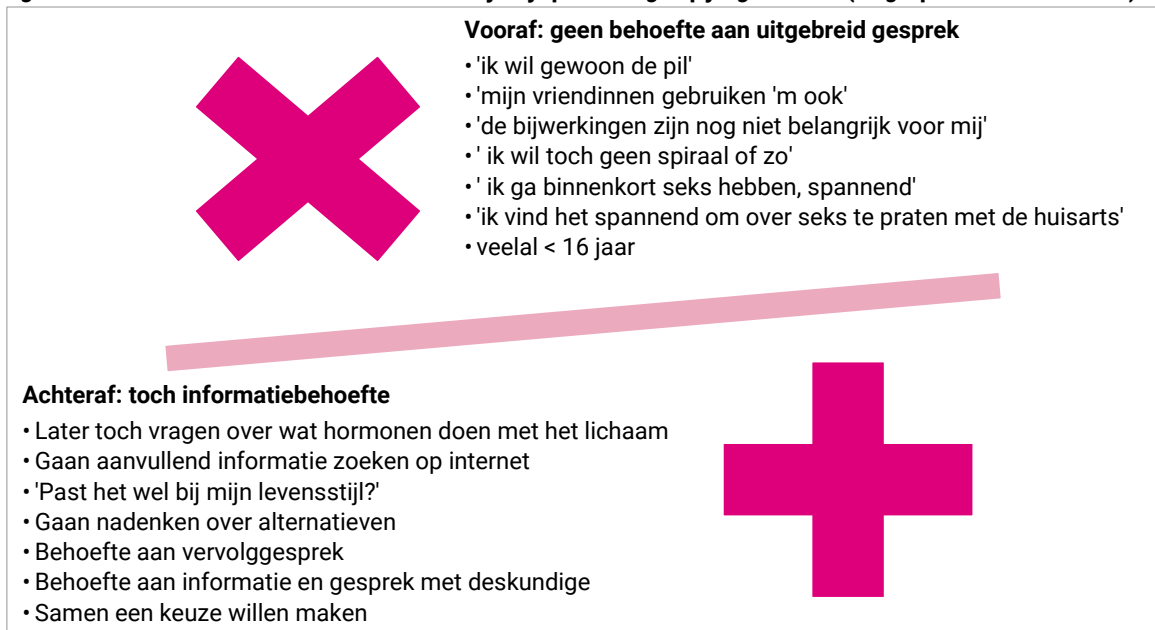 Vooraf: geen behoefte aan uitgebreid gesprek
• 'ik wil gewoon de pil'
• 'mijn vriendinnen gebruiken 'm ook'
• 'de bijwerkingen zijn nog niet belangrijk voor mij'
• ' ik wil toch geen spiraal of zo'
• ' ik ga binnenkort seks hebben, spannend'
• 'ik vind het spannend om over seks te praten met de huisarts'
• veelal < 16 jaar
Achteraf: toch informatiebehoefte
• Later toch vragen over wat hormonen doen met het lichaam
• Gaan aanvullend informatie zoeken op internet
• 'Past het wel bij mijn levensstijl?'
• Gaan nadenken over alternatieven
• Behoefte aan vervolggesprek
• Behoefte aan informatie en gesprek met deskundige
• Samen een keuze willen maken